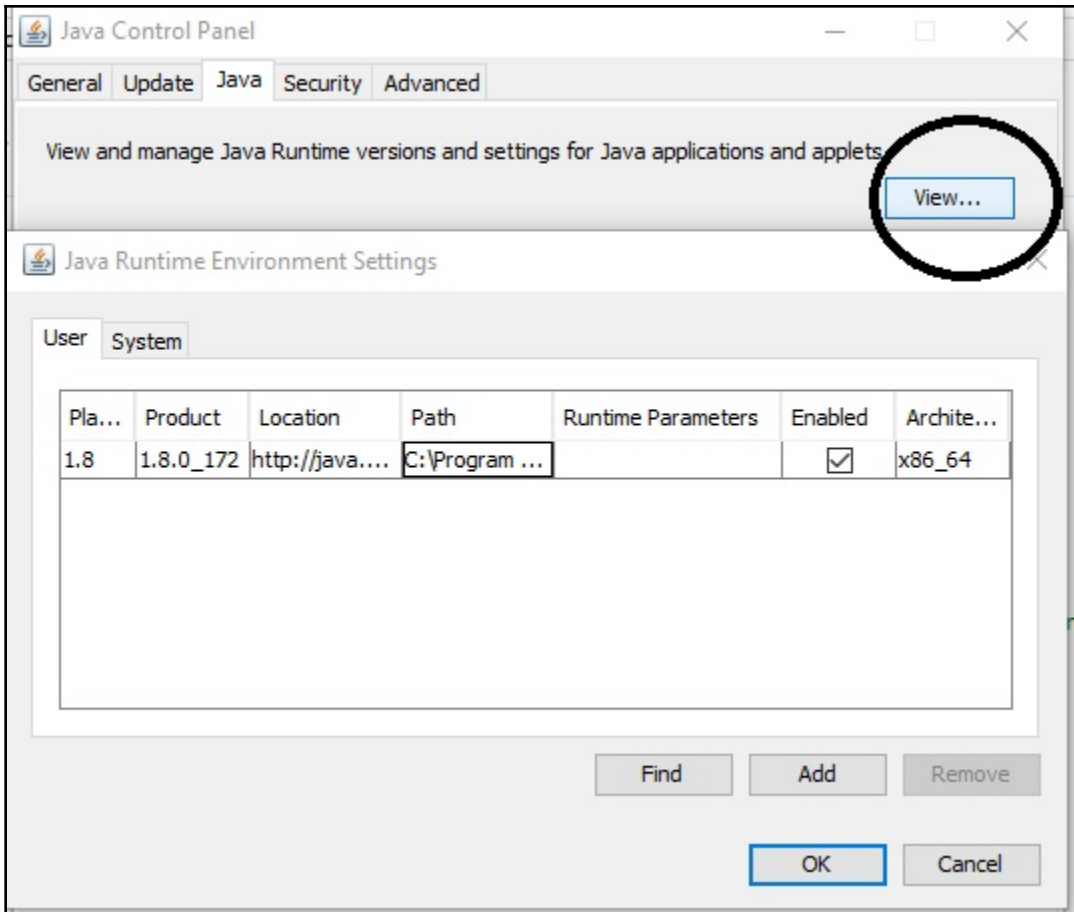 Java Control Panel
General Update Java Security Advanced
View and manage Java Runtime versions and settings for Java applications and applets
View...
Java Runtime Environment Settings
User System
Pla... Product Location Path Runtime Parameters Enabled Archite...
1.8 1.8.0_172 http://java.... C:\Program ... x86_64
Find Add Remove
OK Cancel